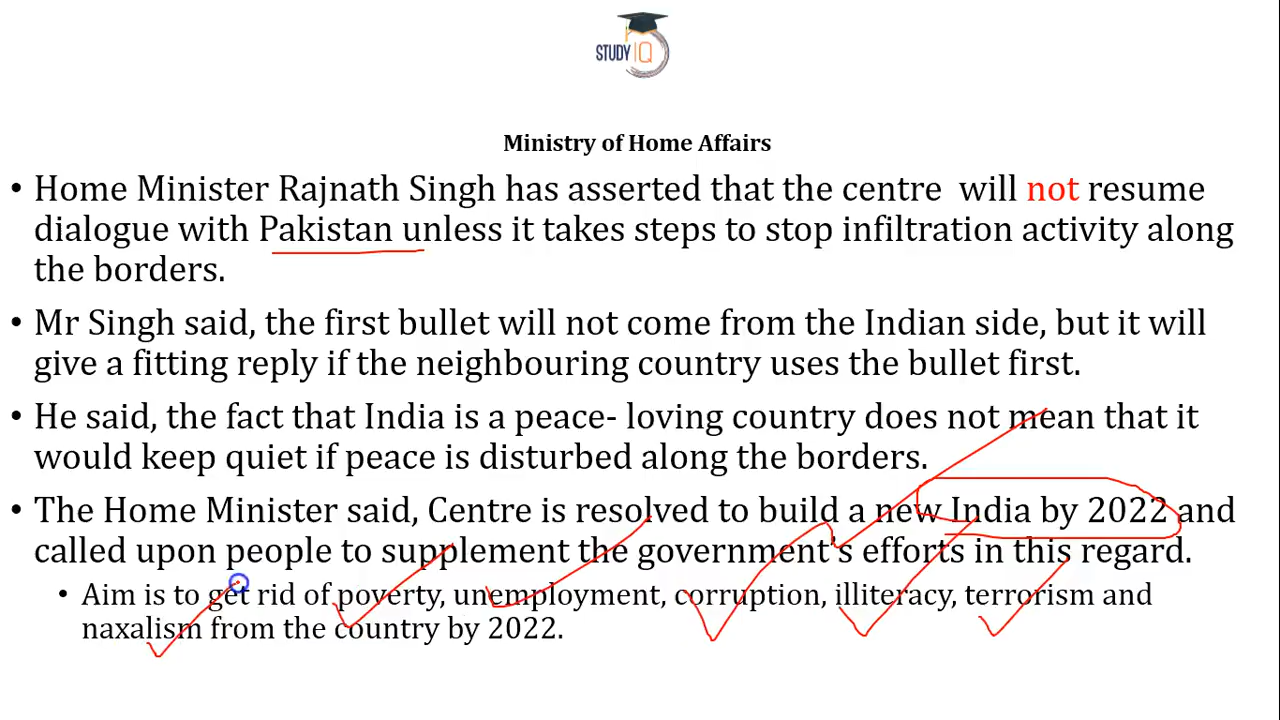 STUDY IQ
Ministry of Home Affairs
• Home Minister Rajnath Singh has asserted that the centre will not resume
dialogue with Pakistan unless it takes steps to stop infiltration activity along
the borders.
• Mr Singh said, the first bullet will not come from the Indian side, but it will
give a fitting reply if the neighbouring country uses the bullet first.
• He said, the fact that India is a peace- loving country does not mean that it
would keep quiet if peace is disturbed along the borders.
• The Home Minister said, Centre is resolved to build a new India by 2022 and
called upon people to supplement the government's efforts in this regard.
• Aim is to get rid of poverty, unemployment, corruption, illiteracy, terrorism and
naxalism from the country by 2022.